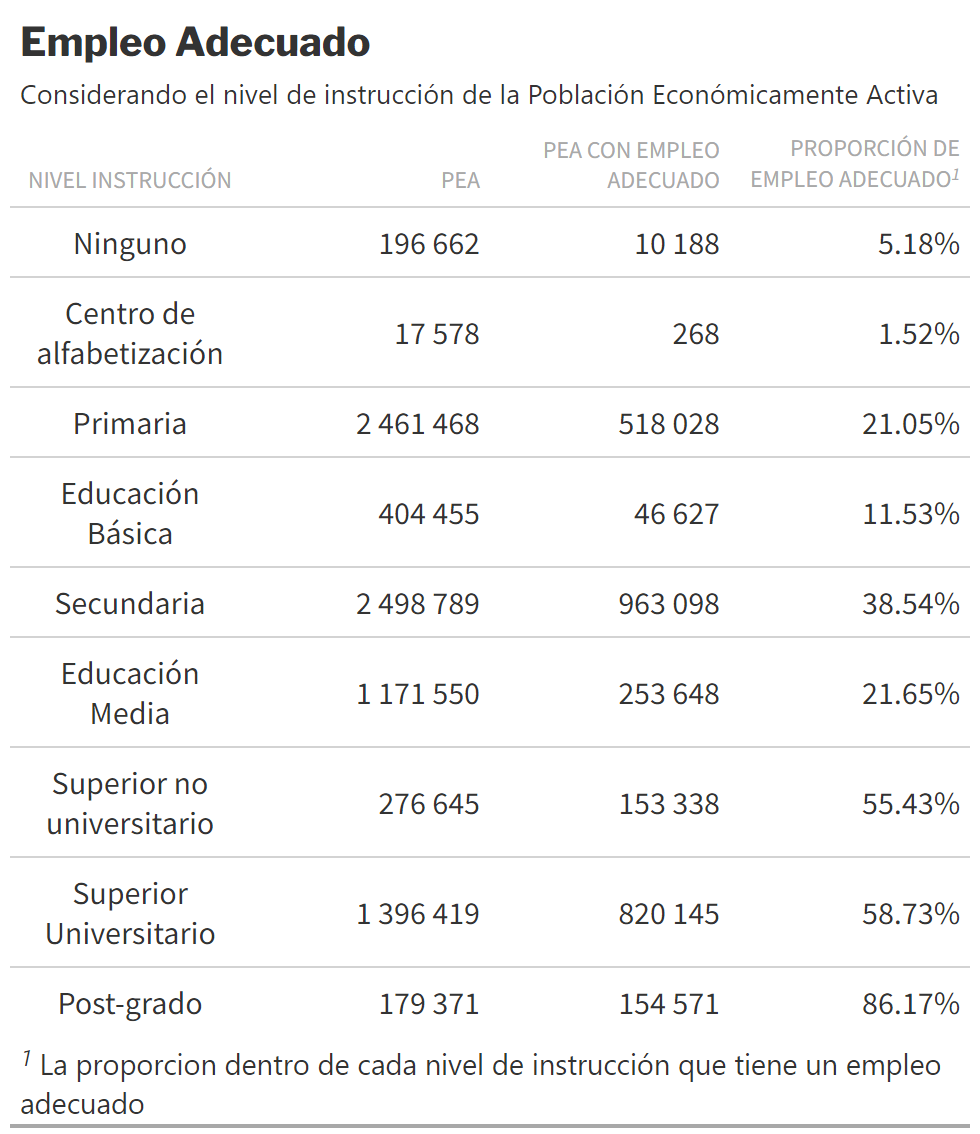 Empleo Adecuado
Considerando el nivel de instrucción de la Población Económicamente Activa
NIVEL INSTRUCCIÓN PEA PEA CON EMPLEO ADECUADO PROPORCIÓN DE EMPLEO ADECUADO1
Ninguno 196 662 10 188 5.18%
Centro de alfabetización 17 578 268 1.52%
Primaria 2 461 468 518 028 21.05%
Educación Básica 404 455 46 627 11.53%
Secundaria 2 498 789 963 098 38.54%
Educación Media 1 171 550 253 648 21.65%
Superior no universitario 276 645 153 338 55.43%
Superior Universitario 1 396 419 820 145 58.73%
Post-grado 179 371 154 571 86.17%
1 La proporcion dentro de cada nivel de instrucción que tiene un empleo
adecuado